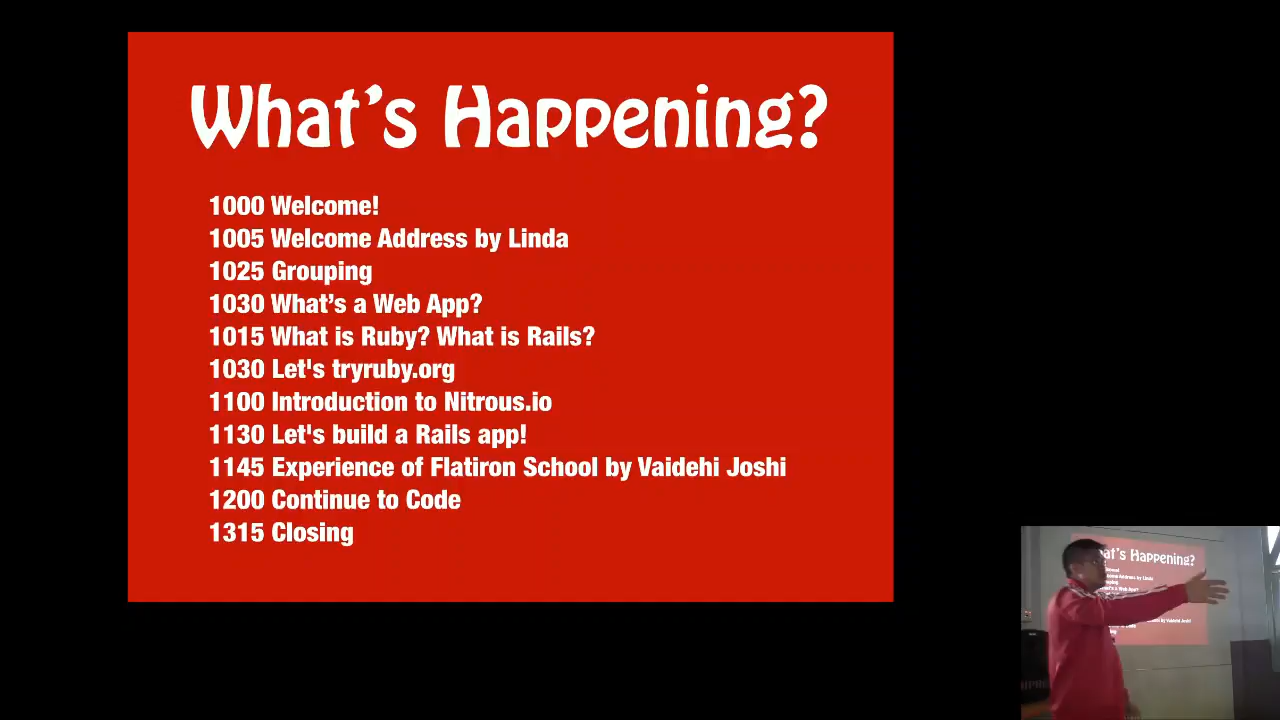 What's Happening?
1000 Welcome!
1005 Welcome Address by Linda
1025 Grouping
1030 What's a Web App?
1015 What is Ruby? What is Rails?
1030 Let's tryruby.org
1100 Introduction to Nitrous.io
1130 Let's build a Rails app!
1145 Experience of Flatiron School by Vaidehi Joshi
1200 Continue to Code
1315 Closing
at's Happening?